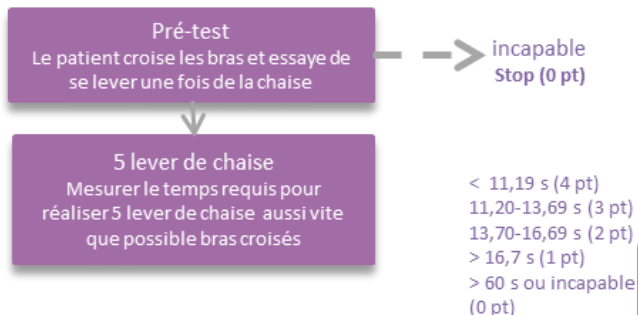 Pré-test
Le patient croise les bras et essaye de
se lever une fois de la chaise
incapable
Stop (0 pt)
5 lever de chaise
Mesurer le temps requis pour
réaliser 5 lever de chaise aussi vite
que possible bras croisés
< 11,19 s (4 pt)
11,20-13,69 s (3 pt)
13,70-16,69 s (2 pt)
> 16,7 s (1 pt)
> 60 s ou incapable
(0 pt)